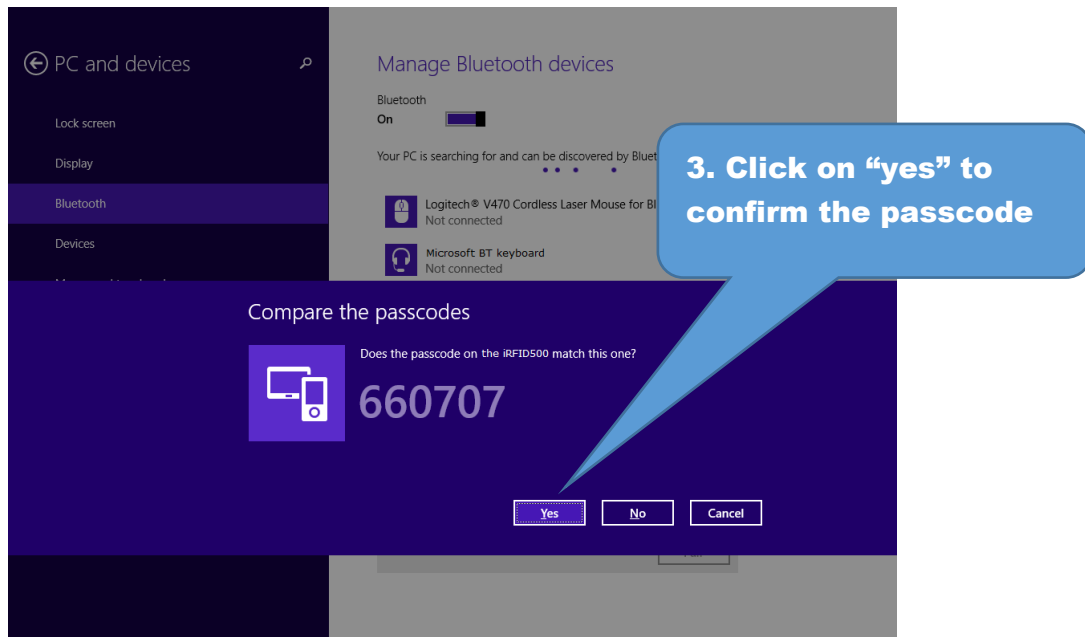 PC and devices
Lock screen
Display
Bluetooth
Devices
Manage Bluetooth devices
Bluetooth
On
Your PC is searching for and can be discovered by
Logitech® V470 Cordless Laser Mouse for
Not connected
Microsoft BT keyboard
Not connected
3. Click on “yes” to
confirm the passcode
Compare the passcodes
Does the passcode on the iRFID500 match this one?
660707
Yes
No
Cancel